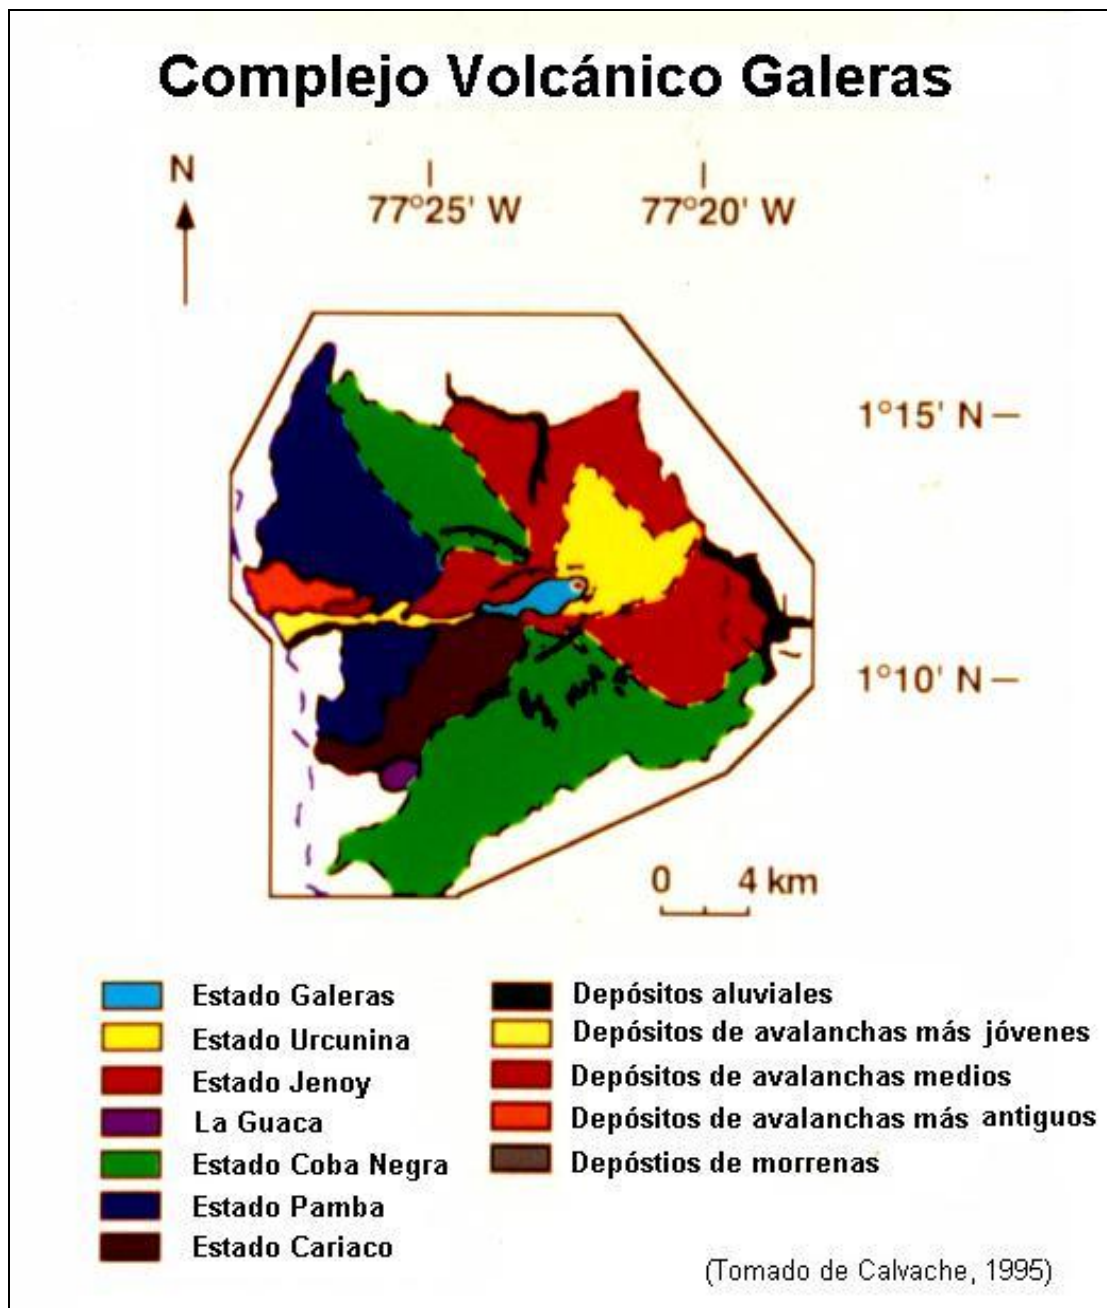 Complejo Volcánico Galeras
N
77°25' W
77°20' W
1°15' N
1°10' N
0 4 km
Estado Galeras
Estado Urcunina
Estado Jenoy
La Guaca
Estado Coba Negra
Estado Pamba
Estado Cariaco
Depósitos aluviales
Depósitos de avalanchas más jóvenes
Depósitos de avalanchas medios
Depósitos de avalanchas más antiguos
Depóstios de morrenas
(Tomado de Calvache, 1995)